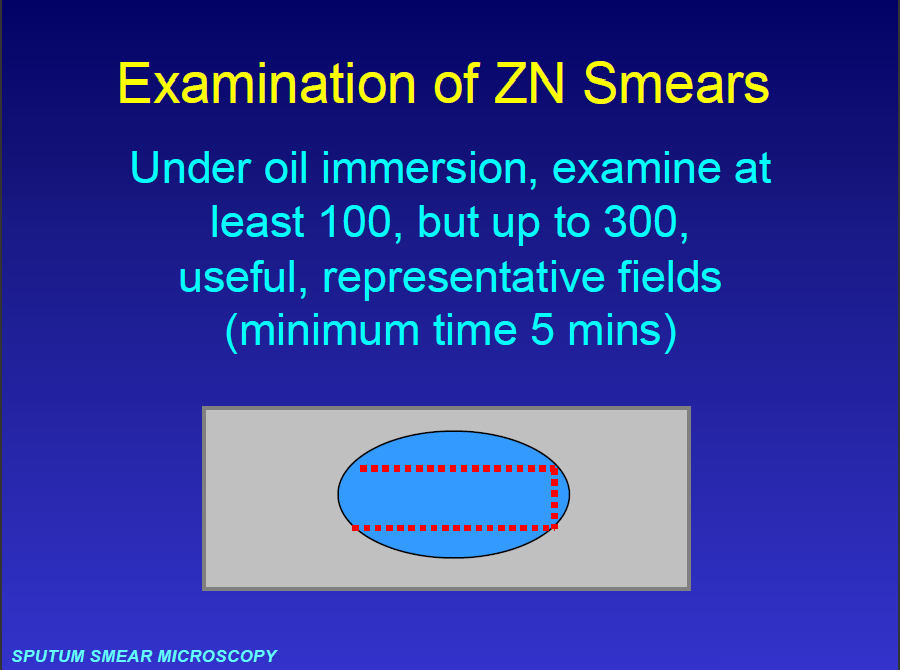 Examination of ZN Smears
Under oil immersion, examine at
least 100, but up to 300,
useful, representative fields
(minimum time 5 mins)
SPUTUM SMEAR MICROSCOPY